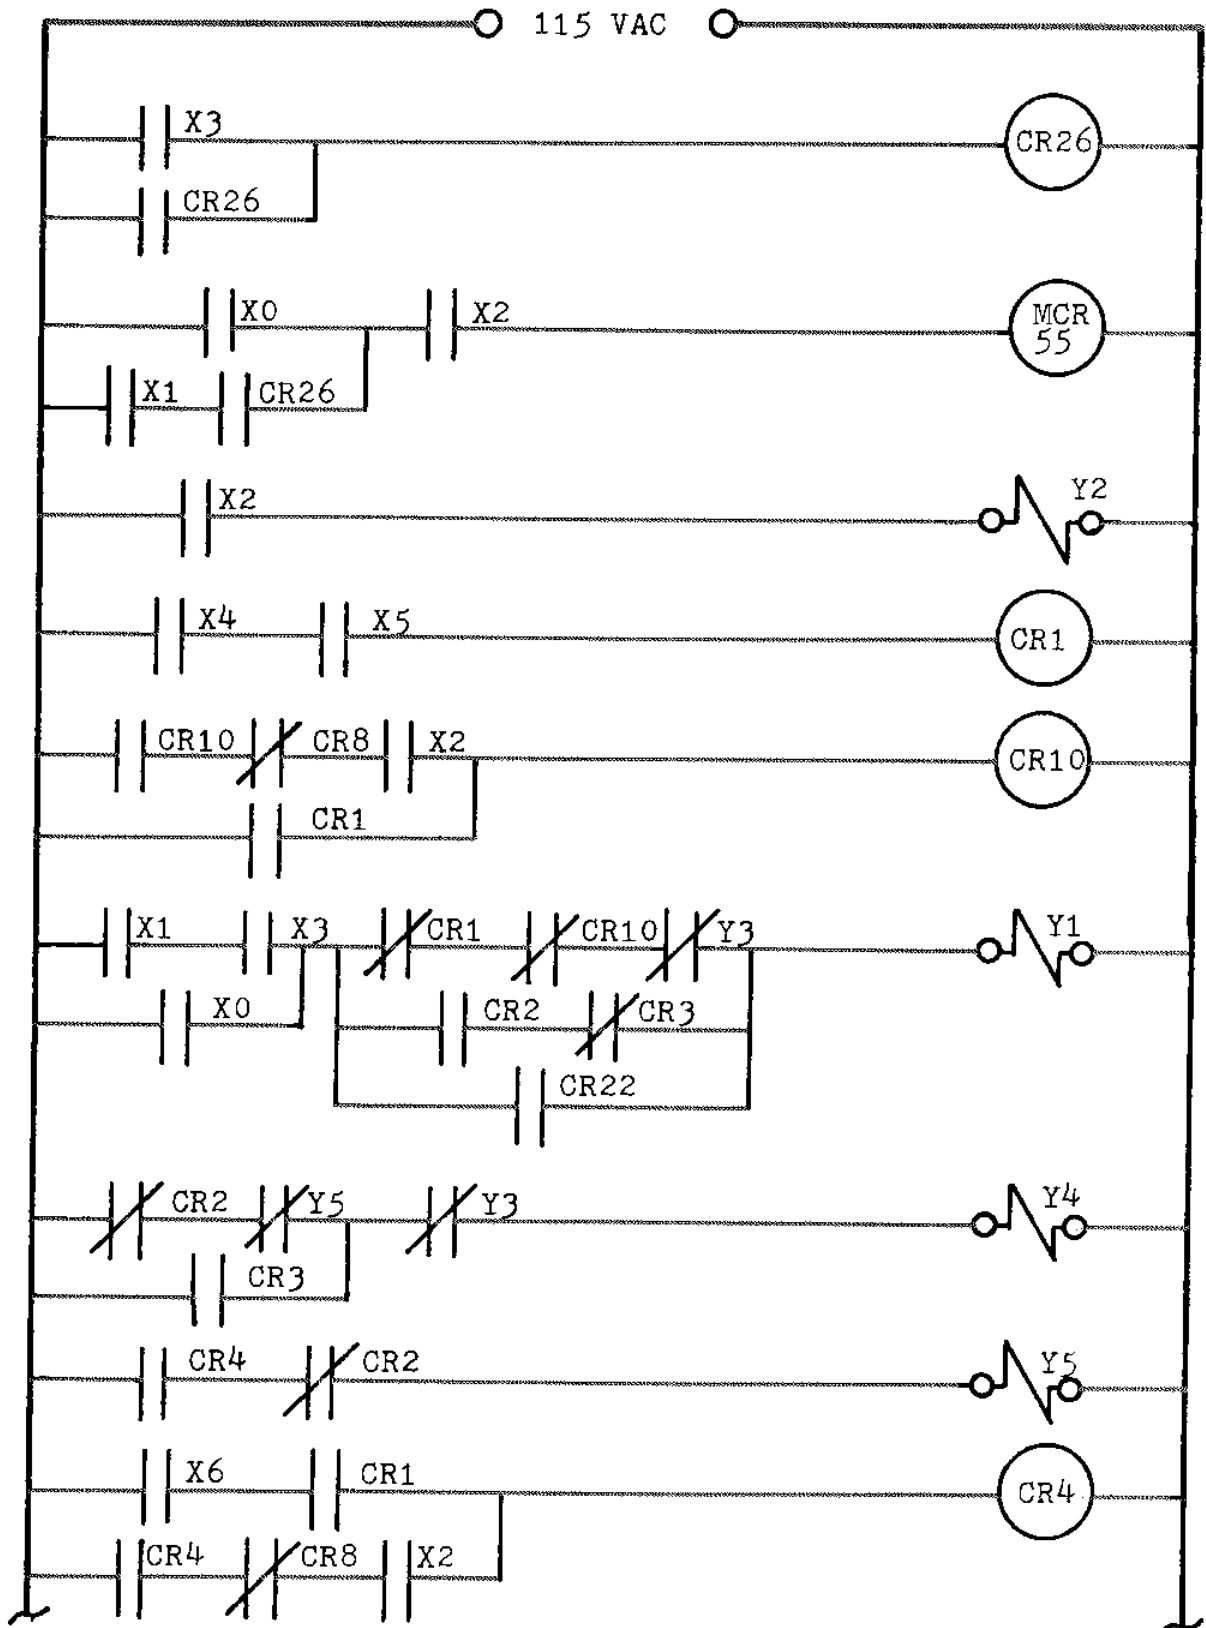 115 VAC
X3
CR26
CR26
X0 X2 MCR
55
X1 CR26
X2 Y2
X4 X5 CR1
CR10 CR8 X2 CR10
CR1
X1 X3 CR1 CR10 Y3 Y1
X0 CR2 CR3
CR22
CR2 Y5 Y3 Y4
CR3
CR4 CR2 Y5
X6 CR1 CR4
CR4 CR8 X2